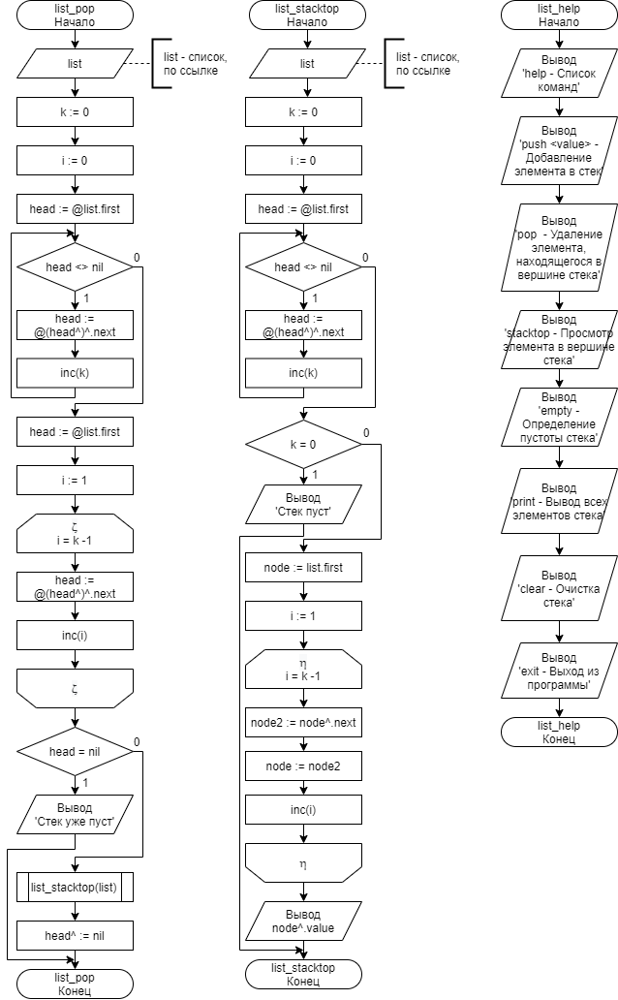 list_pop
Начало
list
list - список,
по ссылке
k := 0
i := 0
head := @list.first
head <> nil
0
1
head :=
@(head^)^.next
inc(k)
head := @list.first
i := 1
ζ
i = k -1
head :=
@(head^)^.next
inc(i)
ζ
head = nil
0
1
Вывод
'Стек уже пуст'
list_stacktop(list)
head^ := nil
list_pop
Конец
list_stacktop
Начало
list
list - список,
по ссылке
k := 0
i := 0
head := @list.first
head <> nil
0
1
head :=
@(head^)^.next
inc(k)
k = 0
0
1
Вывод
'Стек пуст'
node := list.first
i := 1
η
i = k -1
node2 := node^.next
node := node2
inc(i)
η
Вывод
node^.value
list_stacktop
Конец
list_help
Начало
Вывод
'help - Список
команд'
Вывод
'push <value> -
Добавление
элемента в стек'
Вывод
'pop - Удаление
элемента,
находящегося в
вершине стека'
Вывод
'stacktop - Просмотр
элемента в вершине
стека'
Вывод
'empty -
Определение
пустоты стека'
Вывод
'print - Вывод всех
элементов стека'
Вывод
'clear - Очистка
стека'
Вывод
'exit - Выход из
программы'
list_help
Конец